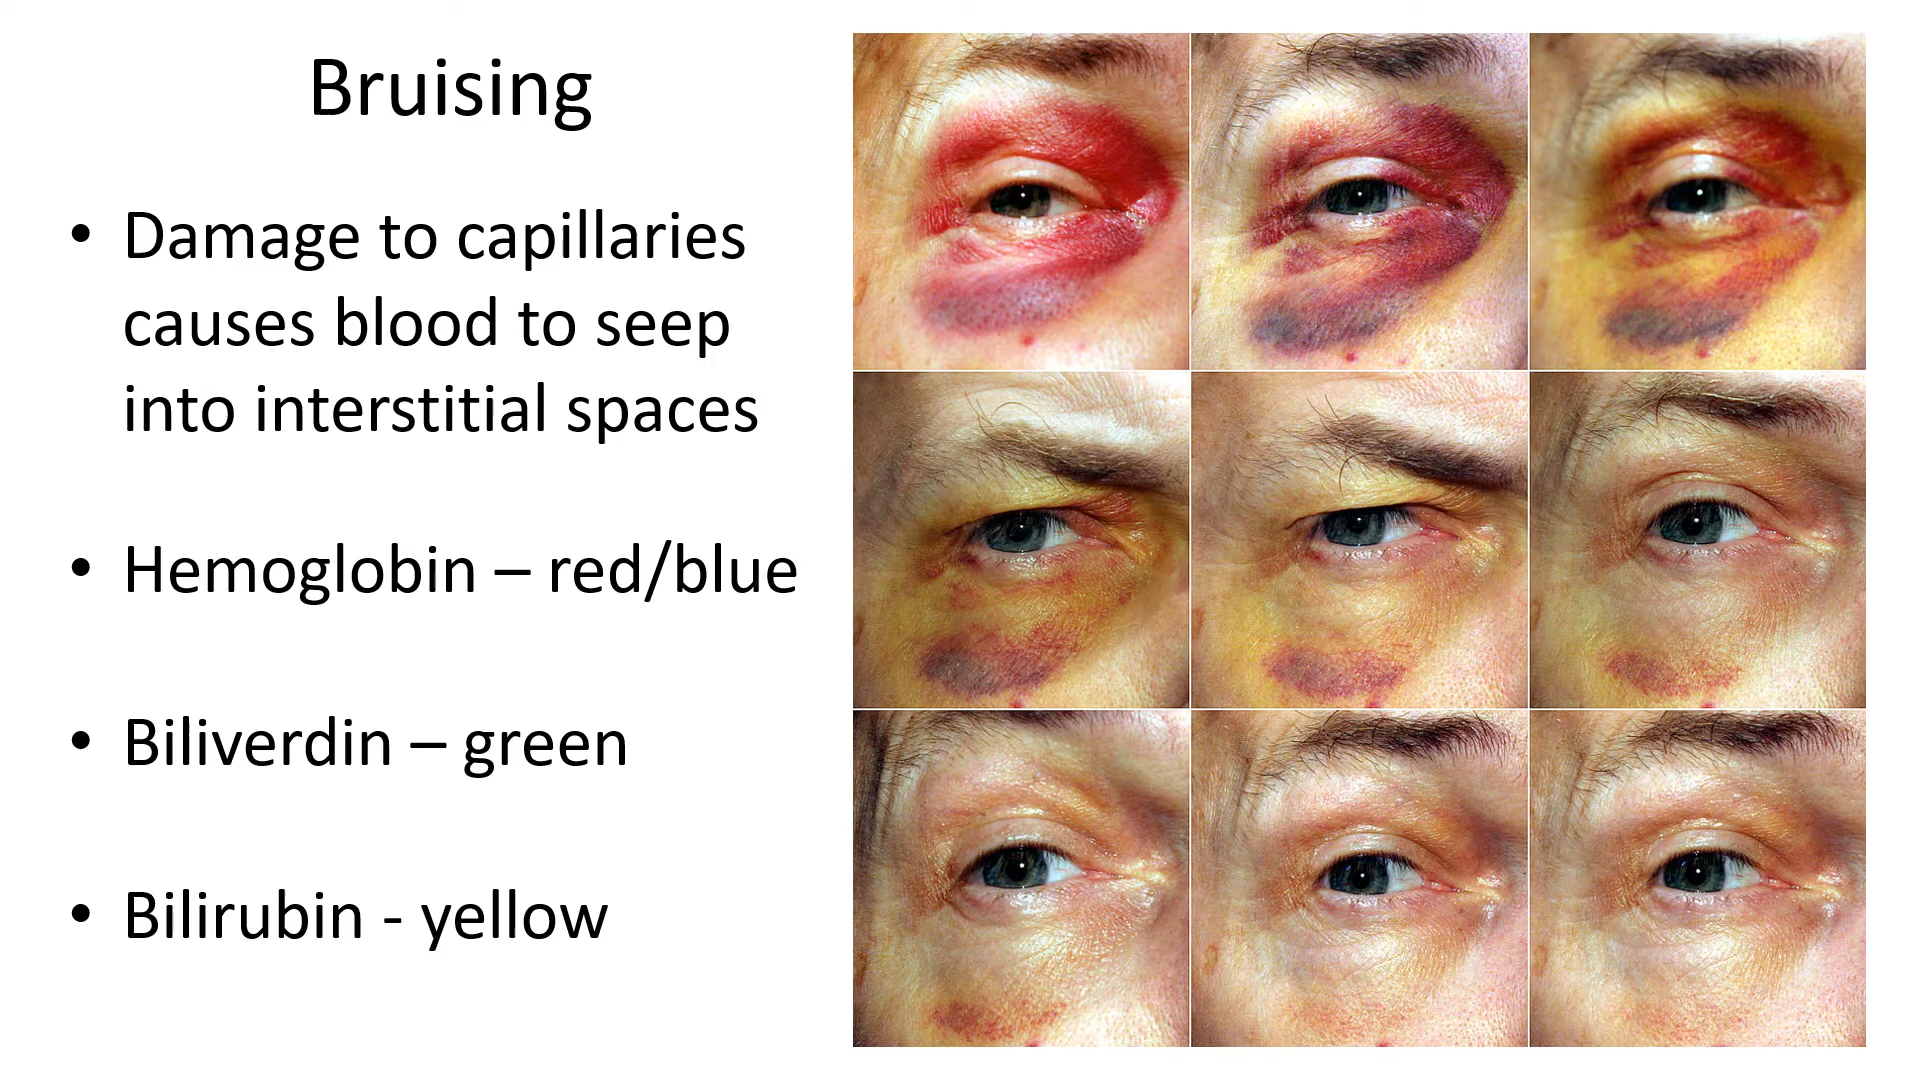 Bruising
• Damage to capillaries
causes blood to seep
into interstitial spaces
• Hemoglobin – red/blue
• Biliverdin – green
• Bilirubin - yellow